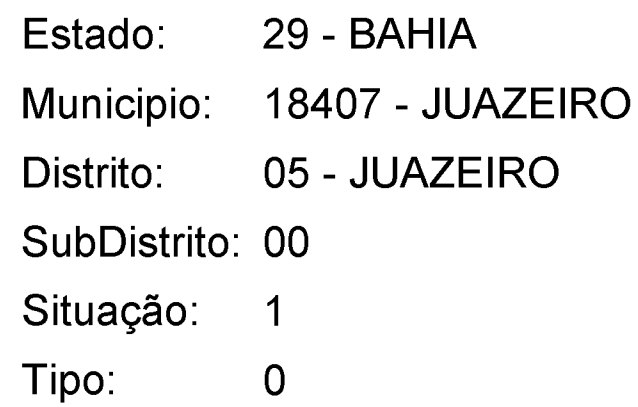 Estado: 29 - BAHIA
Municipio: 18407 - JUAZEIRO
Distrito: 05 - JUAZEIRO
SubDistrito: 00
Situação: 1
Tipo: 0